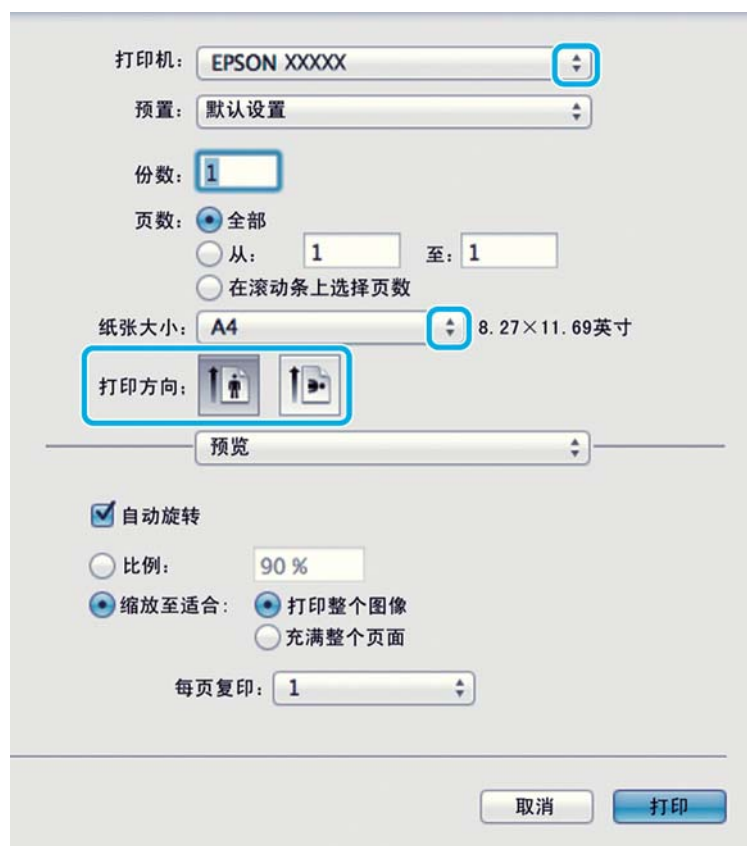 打印机: EPSON XXXXX
预置: 默认设置
份数: 1
页数: 全部
从: 1 至: 1
在滚动条上选择页数
纸张大小: A4 8.27×11.69英寸
打印方向:
预览
自动旋转
比例: 90 %
缩放至适合: 打印整个图像
充满整个页面
每页复印: 1
取消 打印